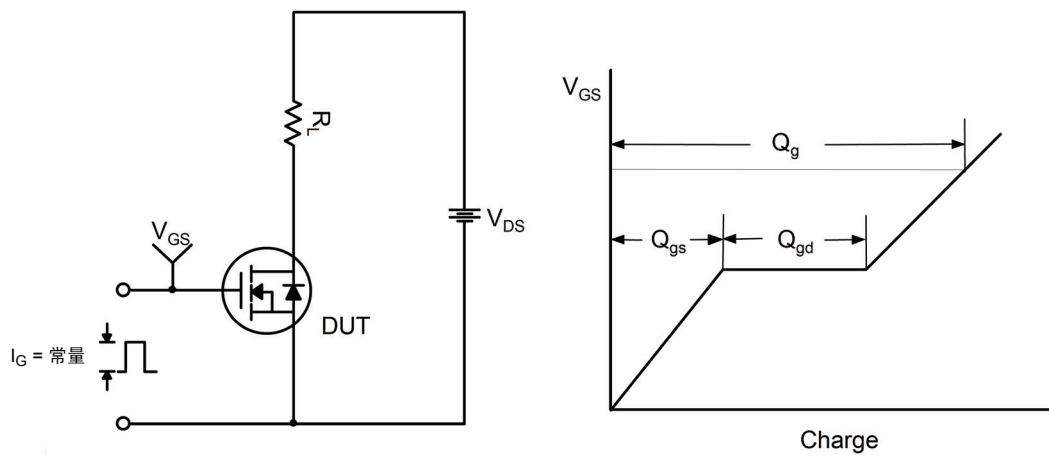 R_L
V_DS
V_GS
DUT
I_G = 常量
V_GS
Q_g
Q_gs
Q_gd
Charge